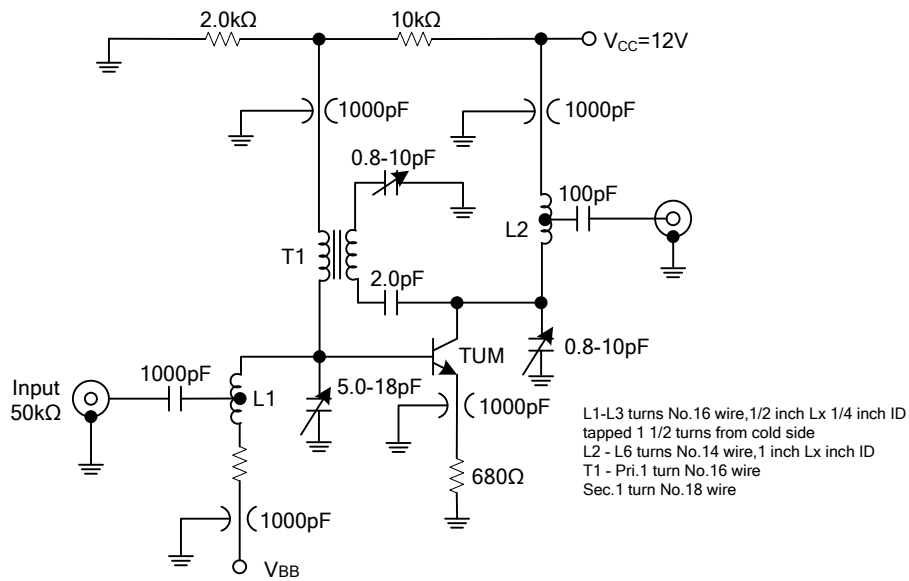 2.0kΩ
10kΩ
VCC=12V
1000pF
1000pF
0.8-10pF
100pF
T1
L2
2.0pF
TUM
0.8-10pF
1000pF
L1
5.0-18pF
Input
50kΩ
1000pF
680Ω
1000pF
VBB
L1-L3 turns No.16 wire,1/2 inch Lx 1/4 inch ID
tapped 1 1/2 turns from cold side
L2 - L6 turns No.14 wire,1 inch Lx inch ID
T1 - Pri.1 turn No.16 wire
Sec.1 turn No.18 wire